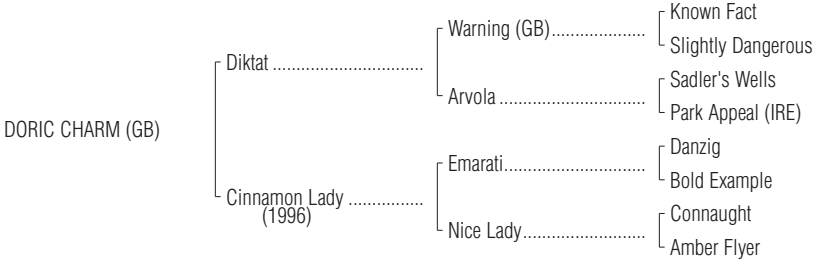 Known Fact
Warning (GB).....................
Slightly Dangerous
Diktat .................................
Sadler's Wells
Arvola ................................
Park Appeal (IRE)
DORIC CHARM (GB)
Danzig
Emarati...............................
Bold Example
Cinnamon Lady ................
(1996)
Connaught
Nice Lady...........................
Amber Flyer